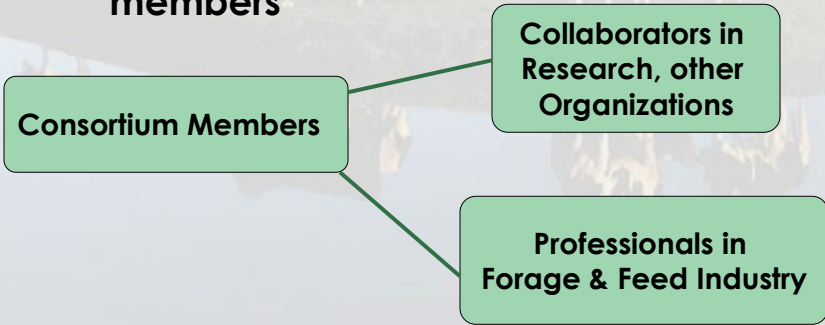 members
Consortium Members
Collaborators in
Research, other
Organizations
Professionals in
Forage & Feed Industry